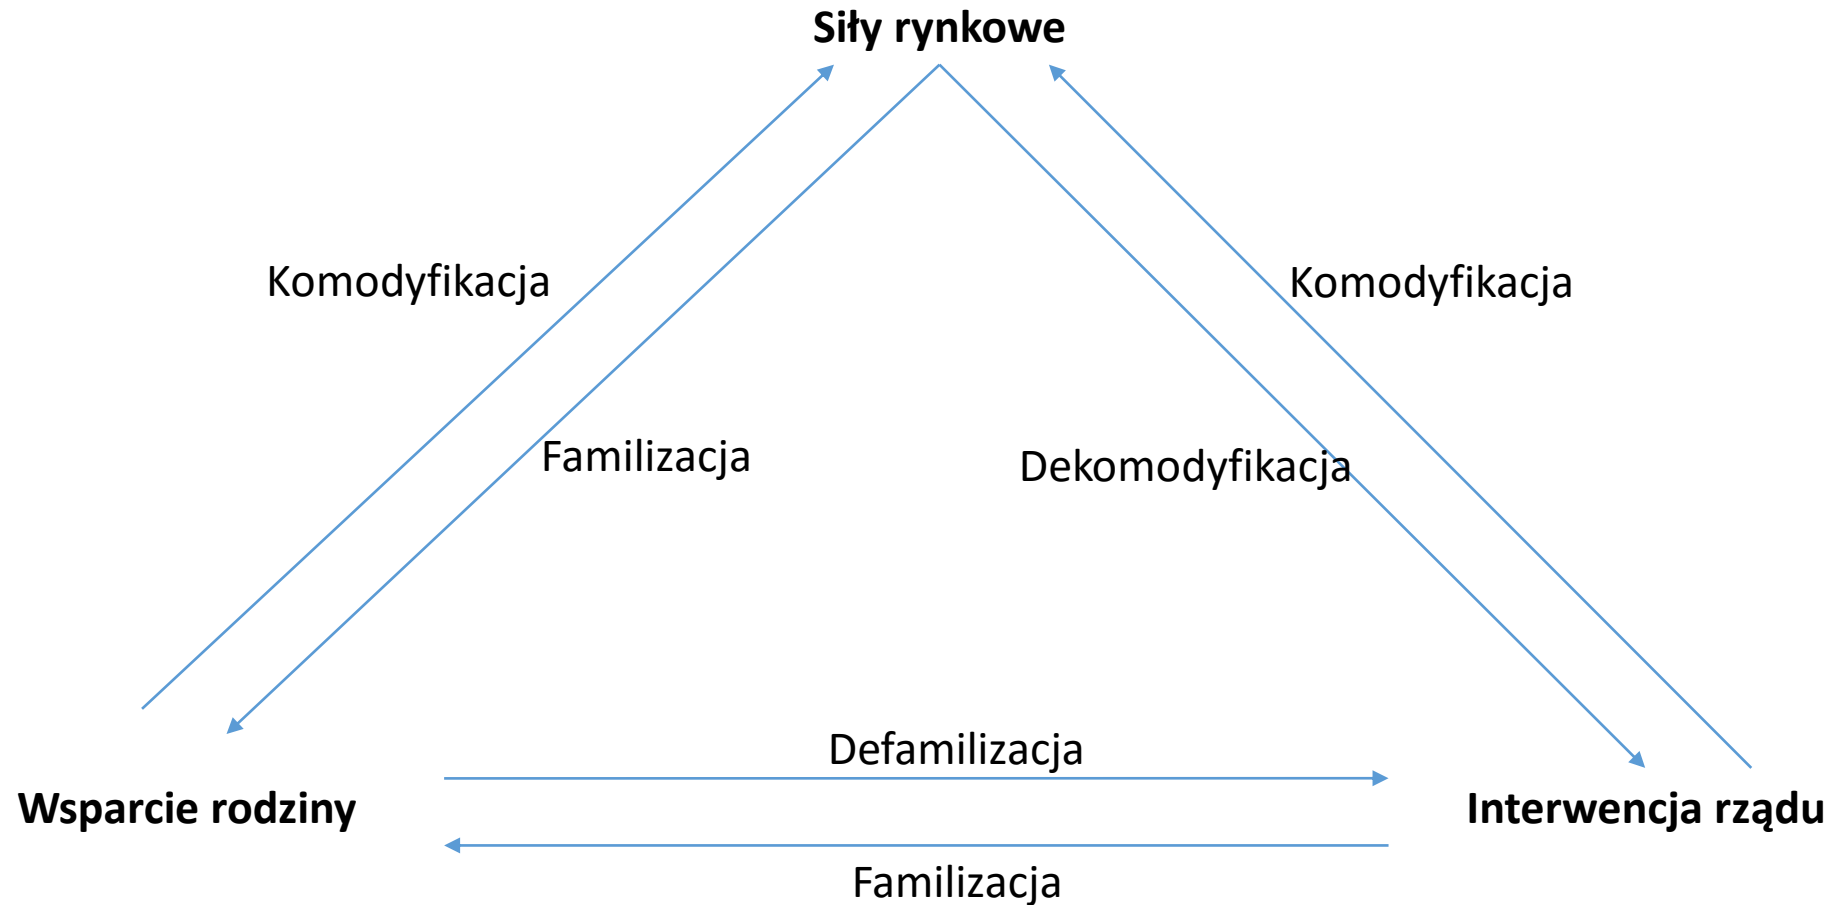 Siły rynkowe
Komodyfikacja
Komodyfikacja
Familizacja
Dekomodyfikacja
Defamilizacja
Wsparcie rodziny
Interwencja rządu
Familizacja